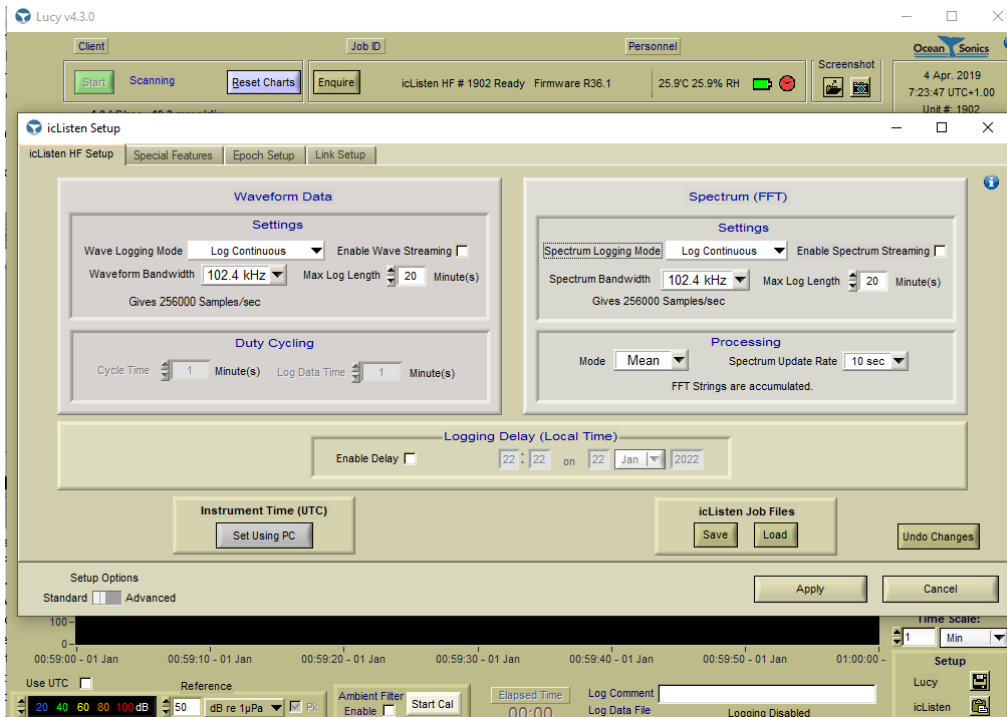 Lucy v4.3.0
Client Job ID Personnel
Ocean Sonics
Start Scanning Reset Charts Enquire icListen HF # 1902 Ready Firmware R36.1 25.9'C 25.9% RH
Screenshot
4 Apr. 2019
7:23:47 UTC+1.00
Unit #: 1902
icListen Setup
icListen HF Setup Special Features Epoch Setup Link Setup
Waveform Data
Settings
Wave Logging Mode Log Continuous Enable Wave Streaming
Waveform Bandwidth 102.4 kHz Max Log Length 20 Minute(s)
Gives 256000 Samples/sec
Duty Cycling
Cycle Time 1 Minute(s) Log Data Time 1 Minute(s)
Spectrum (FFT)
Settings
Spectrum Logging Mode Log Continuous Enable Spectrum Streaming
Spectrum Bandwidth 102.4 kHz Max Log Length 20 Minute(s)
Gives 256000 Samples/sec
Processing
Mode Mean Spectrum Update Rate 10 sec
FFT Strings are accumulated.
Logging Delay (Local Time)
Enable Delay 22 : 22 on 22 Jan 2022
Instrument Time (UTC)
Set Using PC
icListen Job Files
Save Load
Undo Changes
Setup Options
Standard Advanced
Apply Cancel
100
0
00:59:00 - 01 Jan 00:59:10 - 01 Jan 00:59:20 - 01 Jan 00:59:30 - 01 Jan 00:59:40 - 01 Jan 00:59:50 - 01 Jan 01:00:00 -
Time Scale:
1 Min
Use UTC
Reference
20 40 60 80 100 dB 50 dB re 1µPa Pk
Ambient Filter
Enable Start Cal
Elapsed Time
00:00
Log Comment
Log Data File Logging Disabled
Setup
Lucy
icListen